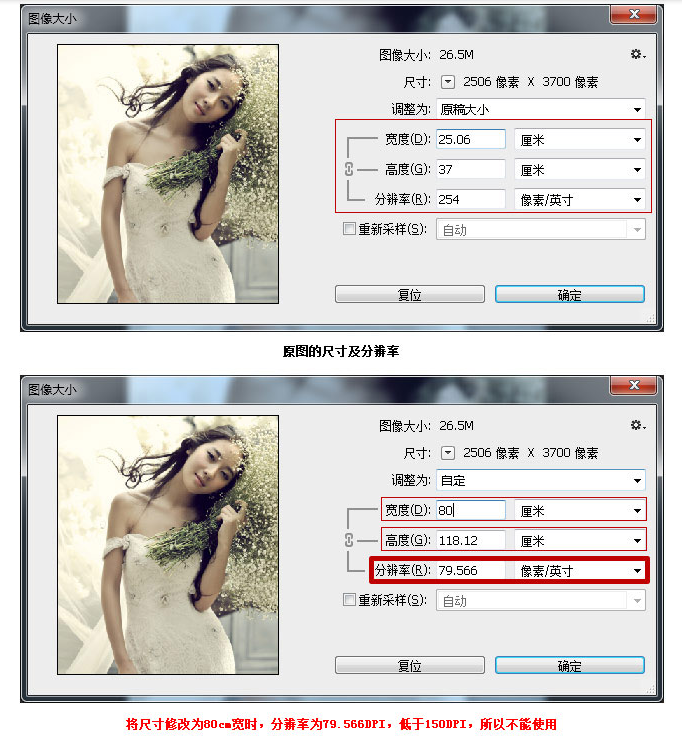 图像大小
图像大小: 26.5M
尺寸: 2506 像素 X 3700 像素
调整为: 原稿大小
宽度(D): 25.06 厘米
高度(G): 37 厘米
分辨率(R): 254 像素/英寸
重新采样(S): 自动
复位 确定
原图的尺寸及分辨率
图像大小
图像大小: 26.5M
尺寸: 2506 像素 X 3700 像素
调整为: 自定
宽度(D): 80 厘米
高度(G): 118.12 厘米
分辨率(R): 79.566 像素/英寸
重新采样(S): 自动
复位 确定
将尺寸修改为80cm宽时，分辨率为79.566DPI，低于150DPI，所以不能使用